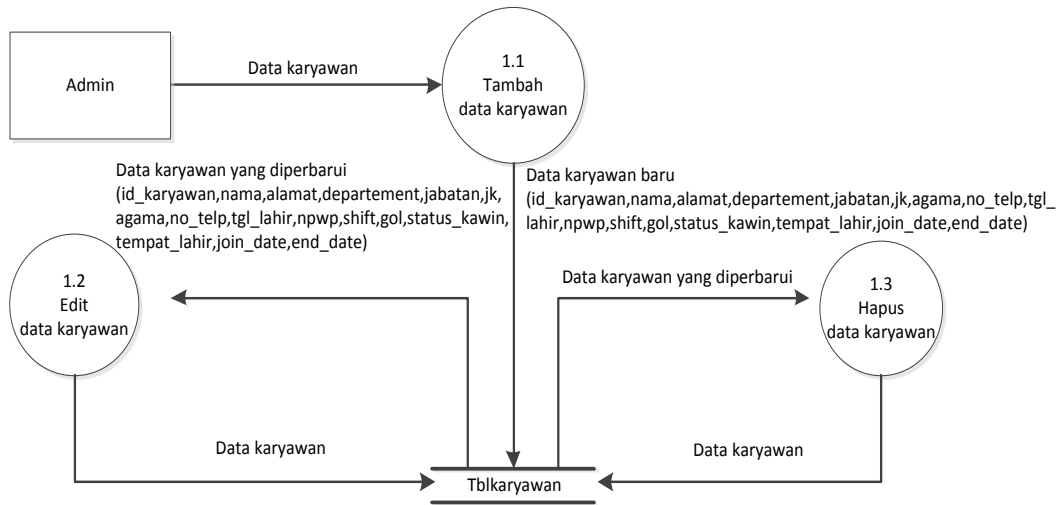 Admin
Data karyawan
1.1
Tambah
data karyawan
Data karyawan yang diperbarui
(id_karyawan,nama,alamat,departement,jabatan,jk,
agama,no_telp,tgl_lahir,npwp,shift,gol,status_kawin,
tempat_lahir,join_date,end_date)
Data karyawan baru
(id_karyawan,nama,alamat,departement,jabatan,jk,agama,no_telp,tgl_
lahir,npwp,shift,gol,status_kawin,tempat_lahir,join_date,end_date)
1.2
Edit
data karyawan
Data karyawan yang diperbarui
1.3
Hapus
data karyawan
Data karyawan
Data karyawan
Tblkaryawan